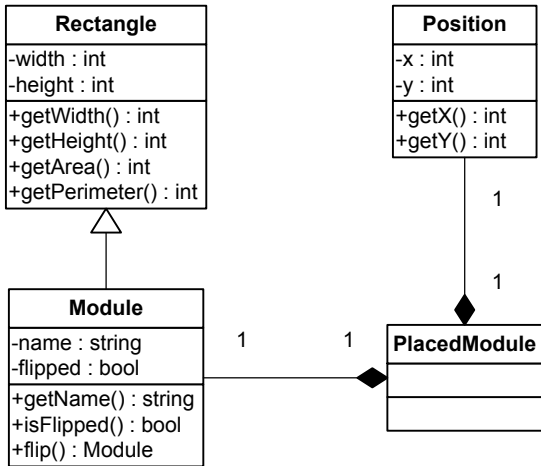 Rectangle
-width : int
-height : int
+getWidth() : int
+getHeight() : int
+getArea() : int
+getPerimeter() : int
Position
-x : int
-y : int
+getX() : int
+getY() : int
1
1
Module
-name : string
-flipped : bool
+getName() : string
+isFlipped() : bool
+flip() : Module
1
1
PlacedModule